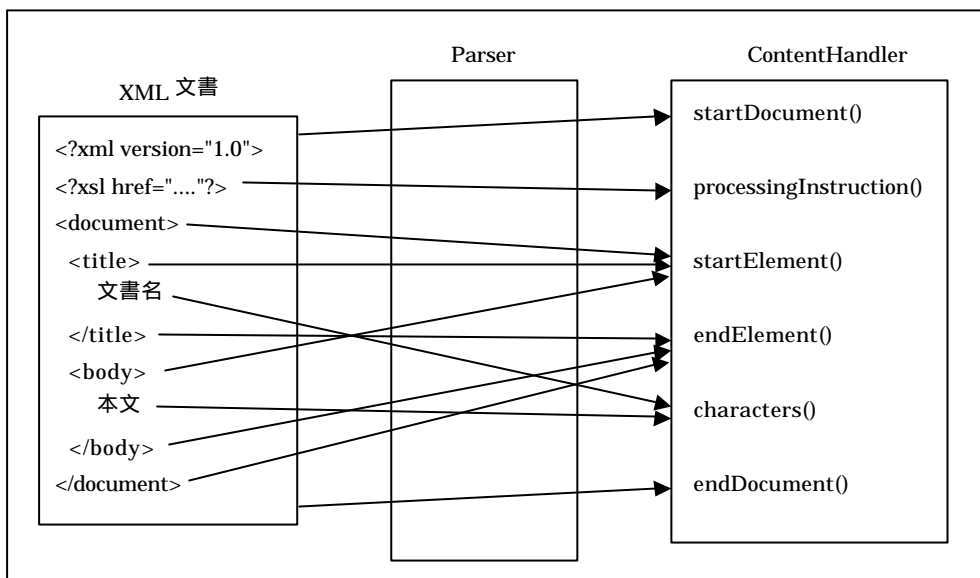 Parser
ContentHandler
XML 文書
<?xml version="1.0">
<?xsl href="...."?>
<document>
<title>
文書名
</title>
<body>
本文
</body>
</document>
startDocument()
processingInstruction()
startElement()
endElement()
characters()
endDocument()